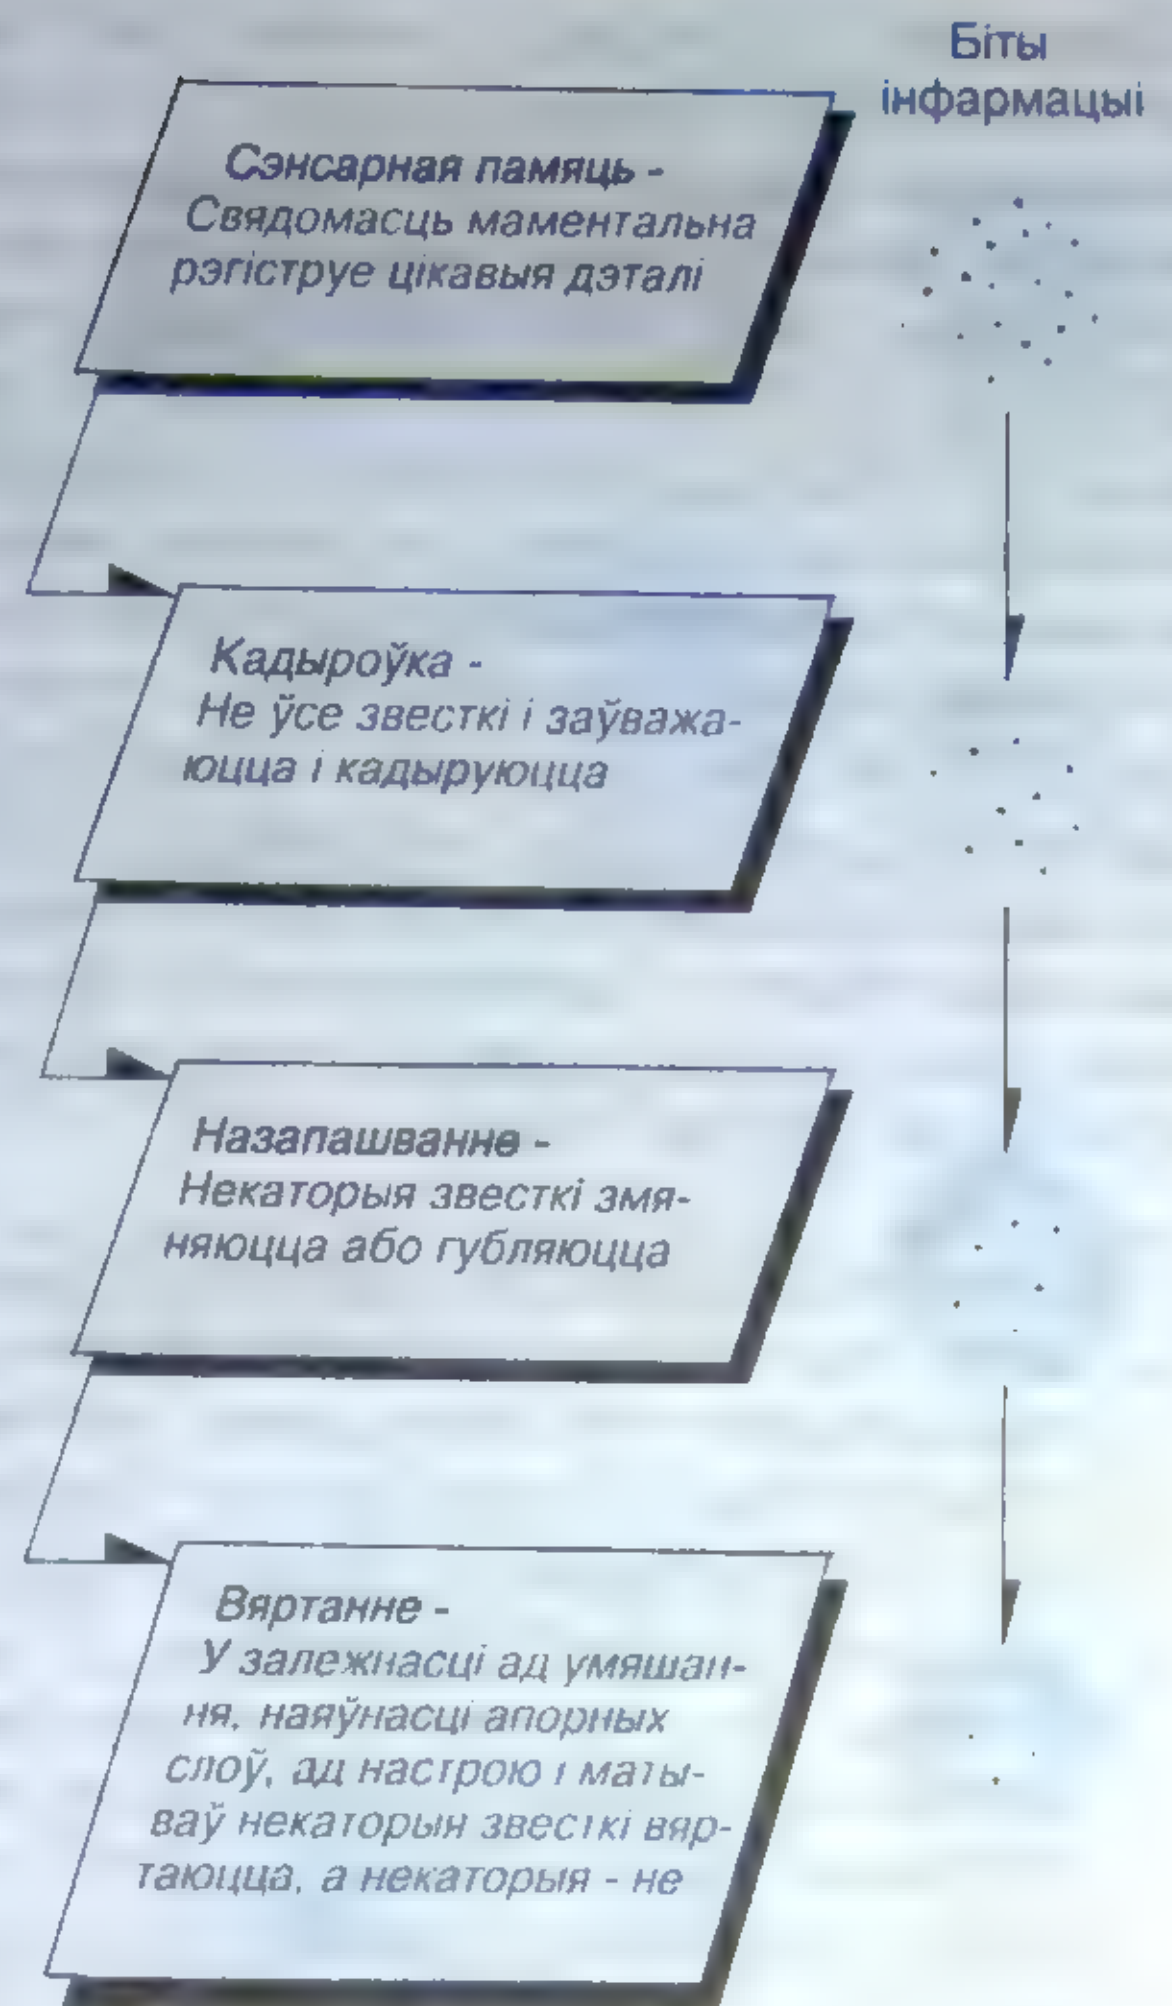 Біты
інфармацыі
Сэнсарная памяць -
Свядомасць маментальна
рэгіструе цікавыя дэталі
Кадыроўка -
Не ўсе звесткі і заўважа-
юцца і кадыруюцца
Назапашванне -
Некаторыя звесткі змя-
няюцца або губляюцца
Вяртанне -
У залежнасці ад умяшан-
ня, наяўнасці апорных
слоў, ад настрою і маты-
ваў некаторыя звесткі вяр-
таюцца, а некаторыя - не